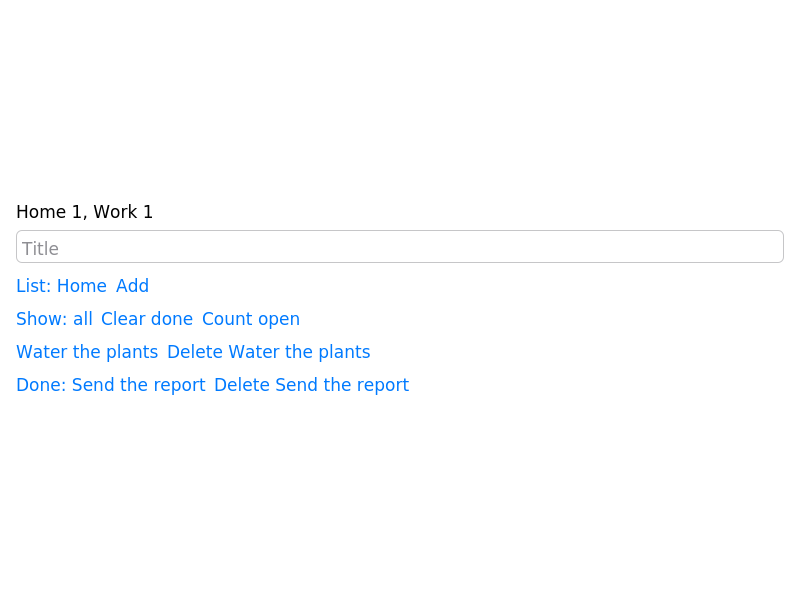 Home 1, Work 1
Title
List: Home Add
Show: all Clear done Count open
Water the plants Delete Water the plants
Done: Send the report Delete Send the report